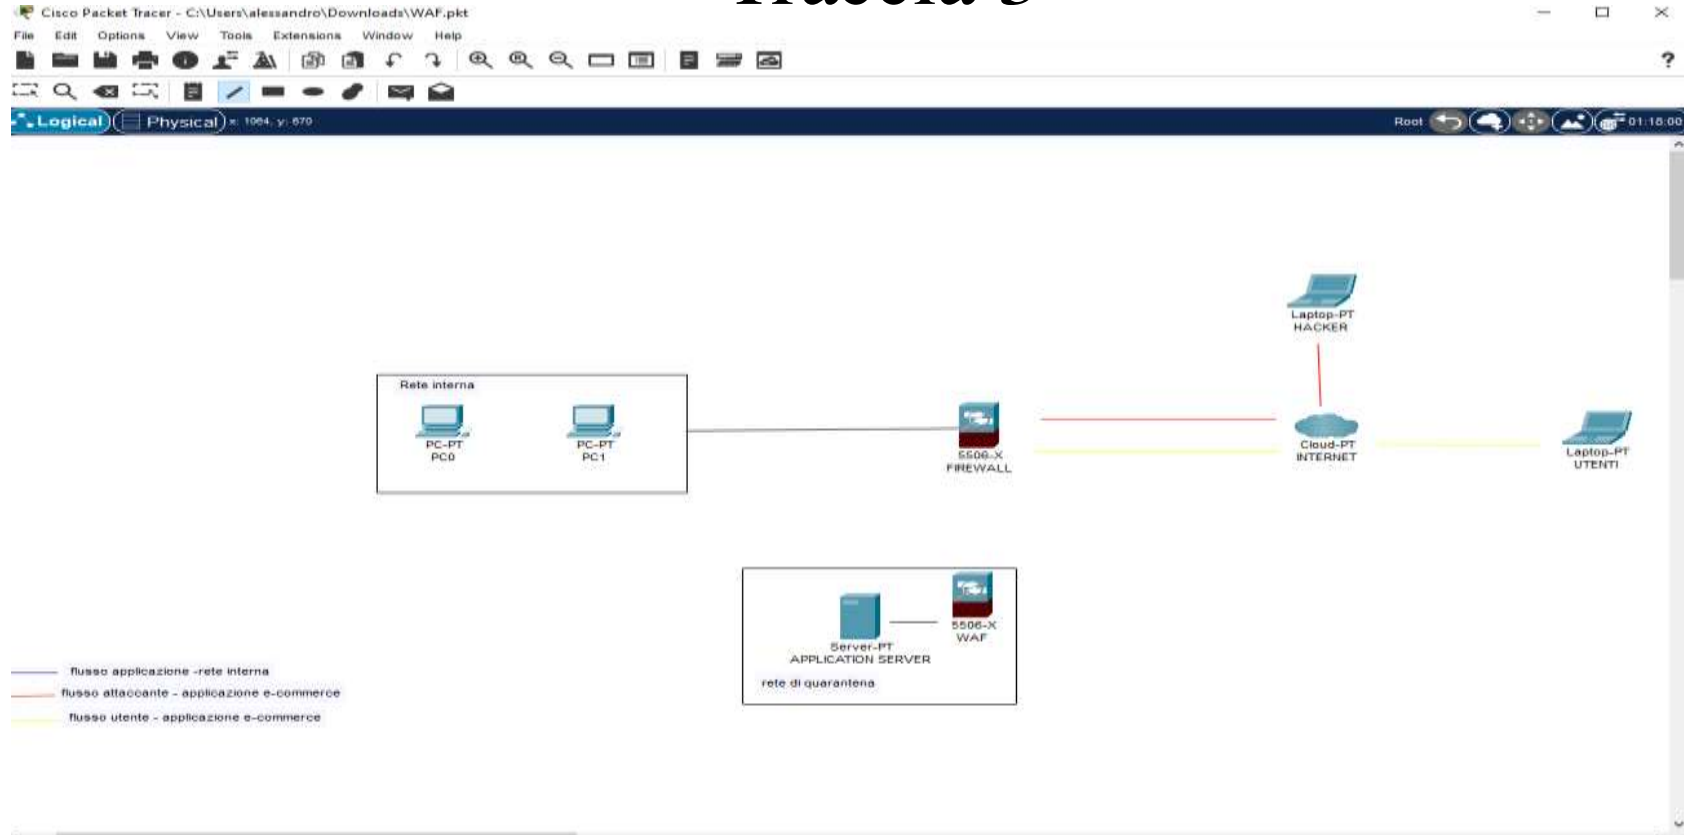 Cisco Packet Tracer - C:\Users\alessandro\Downloads\WAF.pkt
File Edit Options View Tools Extensions Window Help
?
Logical Physical x: 1064, y: 670 Root 01:18:00
Laptop-PT
HACKER
Rete interna
PC-PT
PC0
PC-PT
PC1
5506-X
FIREWALL
Cloud-PT
INTERNET
Laptop-PT
UTENTI
Server-PT
APPLICATION SERVER
5506-X
WAF
rete di quarantena
flusso applicazione -rete interna
flusso attaccante - applicazione e-commerce
flusso utente - applicazione e-commerce